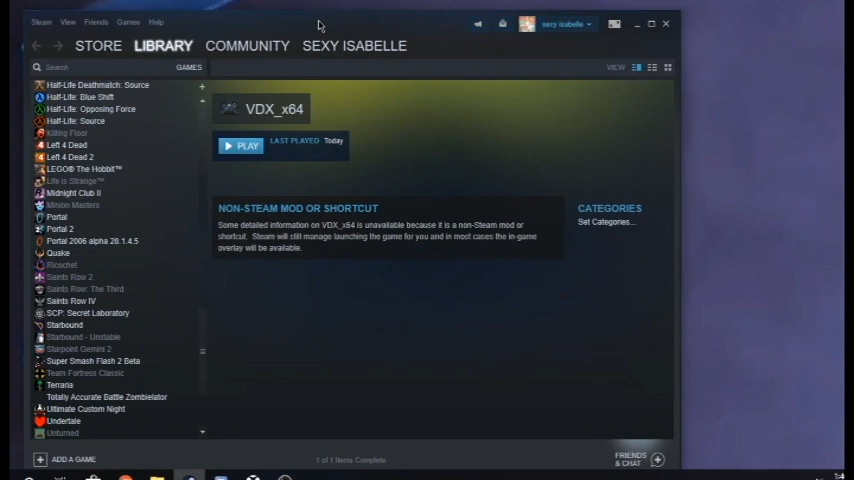 Steam View Friends Games Help
sexy isabelle
STORE LIBRARY COMMUNITY SEXY ISABELLE
Search GAMES
VIEW
Half-Life Deathmatch: Source
Half-Life: Blue Shift
Half-Life: Opposing Force
Half-Life: Source
Killing Floor
Left 4 Dead
Left 4 Dead 2
LEGO® The Hobbit™
Life is Strange™
Midnight Club II
Minion Masters
Portal
Portal 2
Portal 2006 alpha 28.1.4.5
Quake
Ricochet
Saints Row 2
Saints Row: The Third
Saints Row IV
SCP: Secret Laboratory
Starbound
Starbound - Unstable
Starpoint Gemini 2
Super Smash Flash 2 Beta
Team Fortress Classic
Terraria
Totally Accurate Battle Zombielator
Ultimate Custom Night
Undertale
Unturned
VDX_x64
PLAY
LAST PLAYED Today
NON-STEAM MOD OR SHORTCUT
Some detailed information on VDX_x64 is unavailable because it is a non-Steam mod or
shortcut. Steam will still manage launching the game for you and in most cases the in-game
overlay will be available.
CATEGORIES
Set Categories...
ADD A GAME
1 of 1 Items Complete
FRIENDS
& CHAT